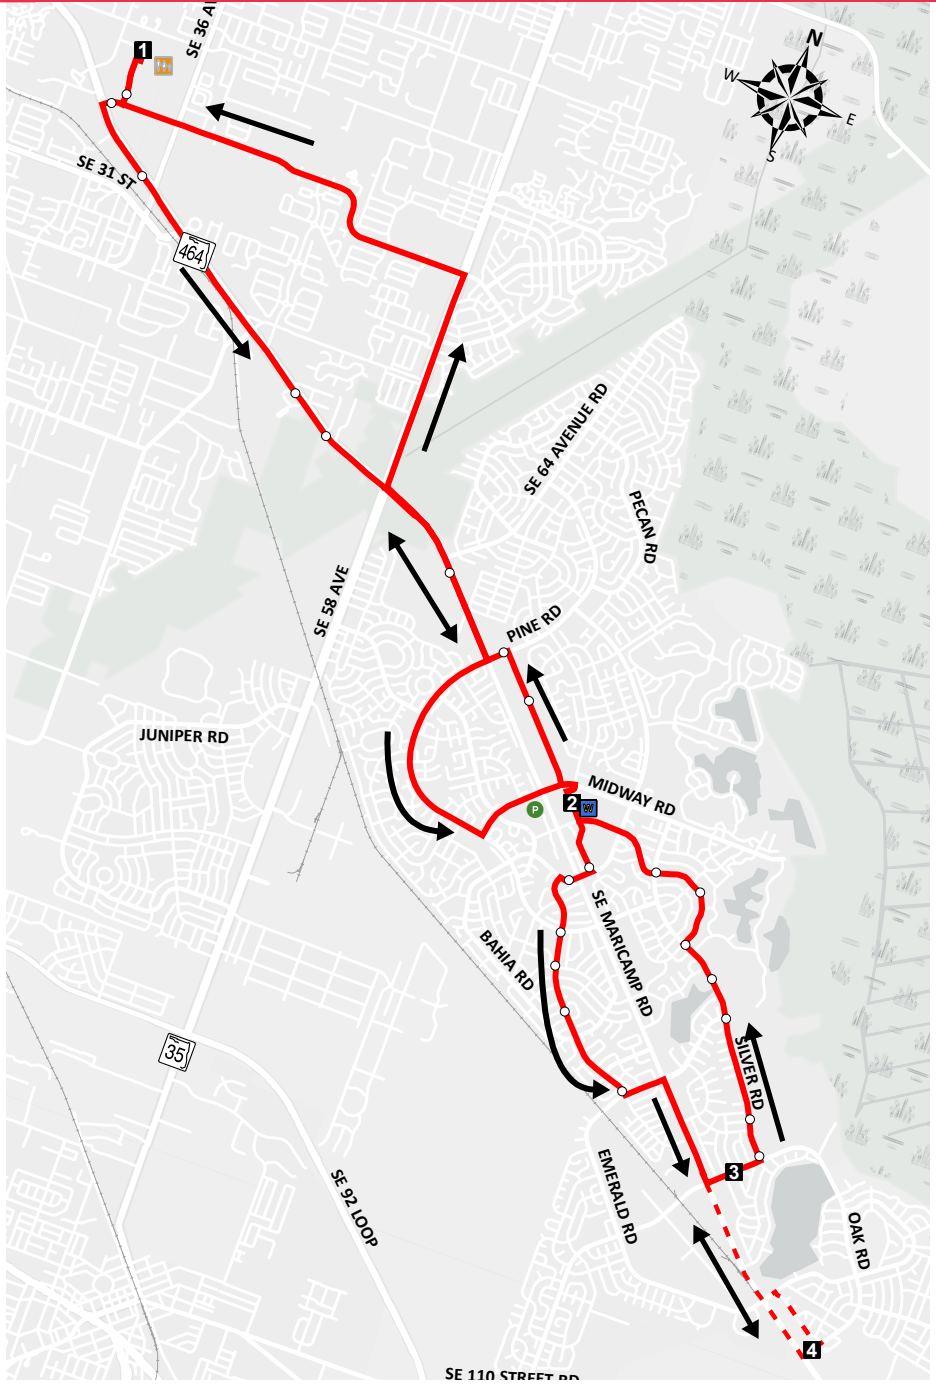 SE 36 AV
1
N
W
E
S
SE 31 ST
464
SE 64 AVENUE RD
PECAN RD
SE 58 AVE
PINE RD
JUNIPER RD
MIDWAY RD
2
W
P
SE MARICAMP RD
BAHIA RD
35
SILVER RD
EMERALD RD
3
SE 92 LOOP
OAK RD
4
SE 110 STREET RD